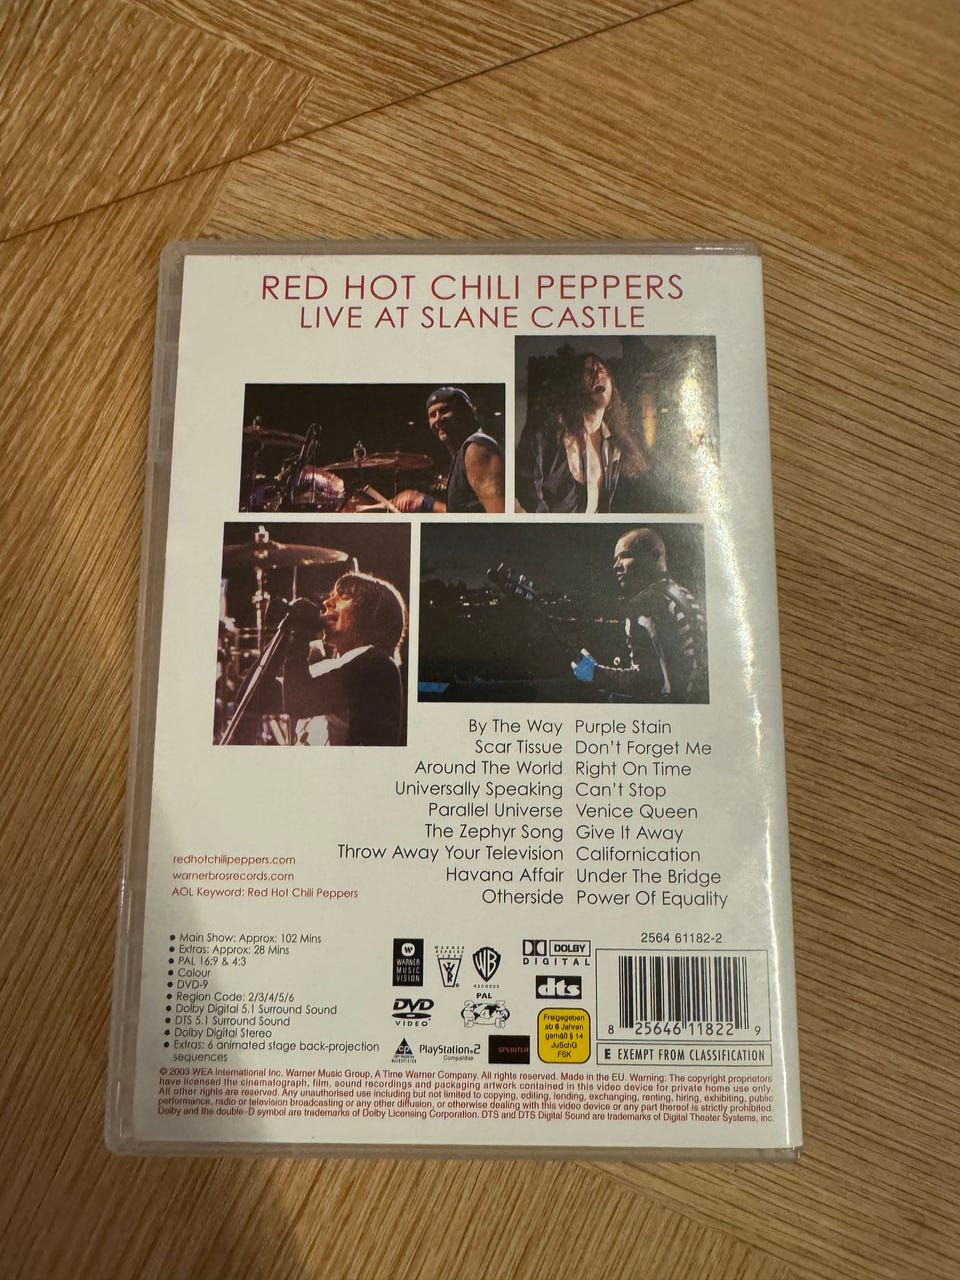 RED HOT CHILI PEPPERS
LIVE AT SLANE CASTLE
By The Way
Scar Tissue
Around The World
Universally Speaking
Parallel Universe
The Zephyr Song
Throw Away Your Television
Havana Affair
Otherside
Purple Stain
Don't Forget Me
Right On Time
Can't Stop
Venice Queen
Give It Away
Californication
Under The Bridge
Power Of Equality
redhotchilipeppers.com
warnerbrosrecords.com
AOL Keyword: Red Hot Chili Peppers
• Main Show: Approx: 102 Mins
• Extras: Approx: 28 Mins
• PAL 16:9 & 4:3
• Colour
• DVD-9
• Region Code: 2/3/4/5/6
• Dolby Digital 5.1 Surround Sound
• DTS 5.1 Surround Sound
• Dolby Digital Stereo
• Extras: 6 animated stage back-projection
sequences
WARNER
MUSIC
VISION
WB
RECORDS
DOLBY
DIGITAL
dts
DVD
VIDEO
PAL
2 3 4 5 6
CP
PlayStation 2
Compatible
SPLINTER
Freigegeben
ab 6 Jahren
gemäß § 14
JuSchG
FSK
2564 61182-2
8 25646 11822 9
E EXEMPT FROM CLASSIFICATION
© 2003 WEA International Inc. Warner Music Group, A Time Warner Company. All rights reserved. Made in the EU. Warning: The copyright proprietors
have licensed the cinematograph, film, sound recordings and packaging artwork contained in this video device for private home use only.
All other rights are reserved. Any unauthorised use including but not limited to copying, editing, lending, exchanging, renting, hiring, exhibiting, public
performance, radio or television broadcasting or any other diffusion, or otherwise dealing with this video device or any part thereof is strictly prohibited.
Dolby and the double-D symbol are trademarks of Dolby Licensing Corporation. DTS and DTS Digital Sound are trademarks of Digital Theater Systems, Inc.